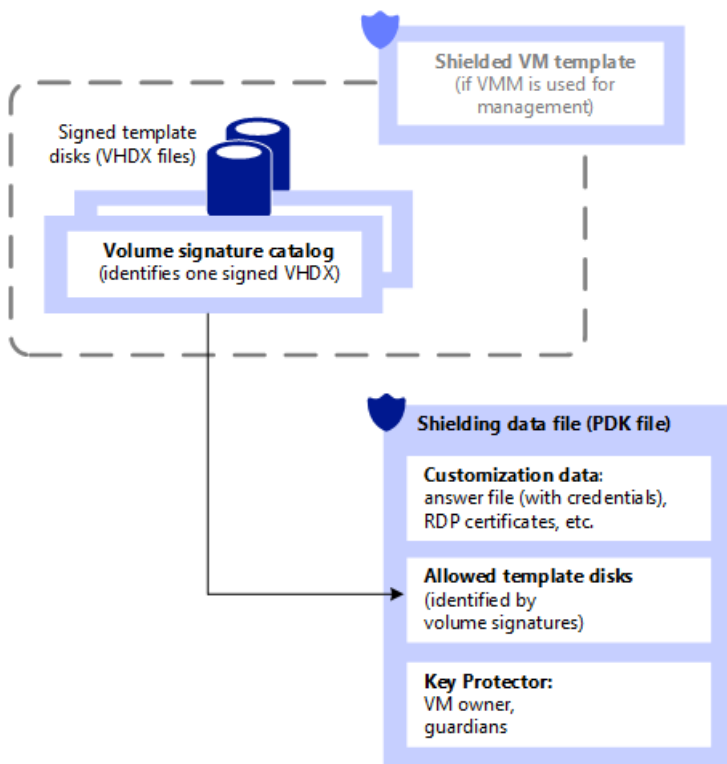 Shielded VM template
(if VMM is used for
management)
Signed template
disks (VHDX files)
Volume signature catalog
(identifies one signed VHDX)
Shielding data file (PDK file)
Customization data:
answer file (with credentials),
RDP certificates, etc.
Allowed template disks
(identified by
volume signatures)
Key Protector:
VM owner,
guardians